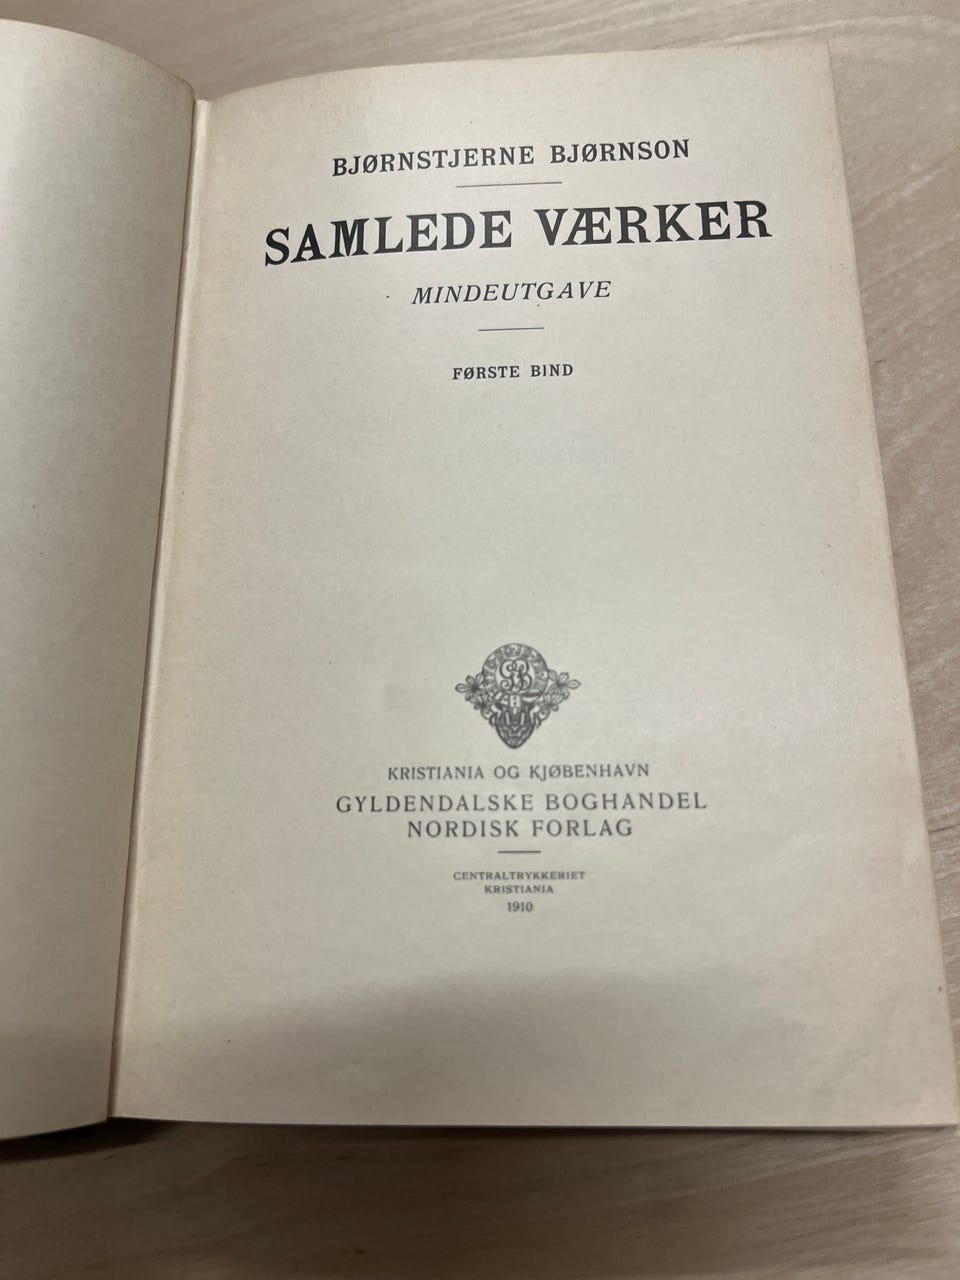 BJØRNSTJERNE BJØRNSON
SAMLEDE VÆRKER
MINDEUTGAVE
FØRSTE BIND
KRISTIANIA OG KJØBENHAVN
GYLDENDALSKE BOGHANDEL
NORDISK FORLAG
CENTRALTRYKKERIET
KRISTIANIA
1910